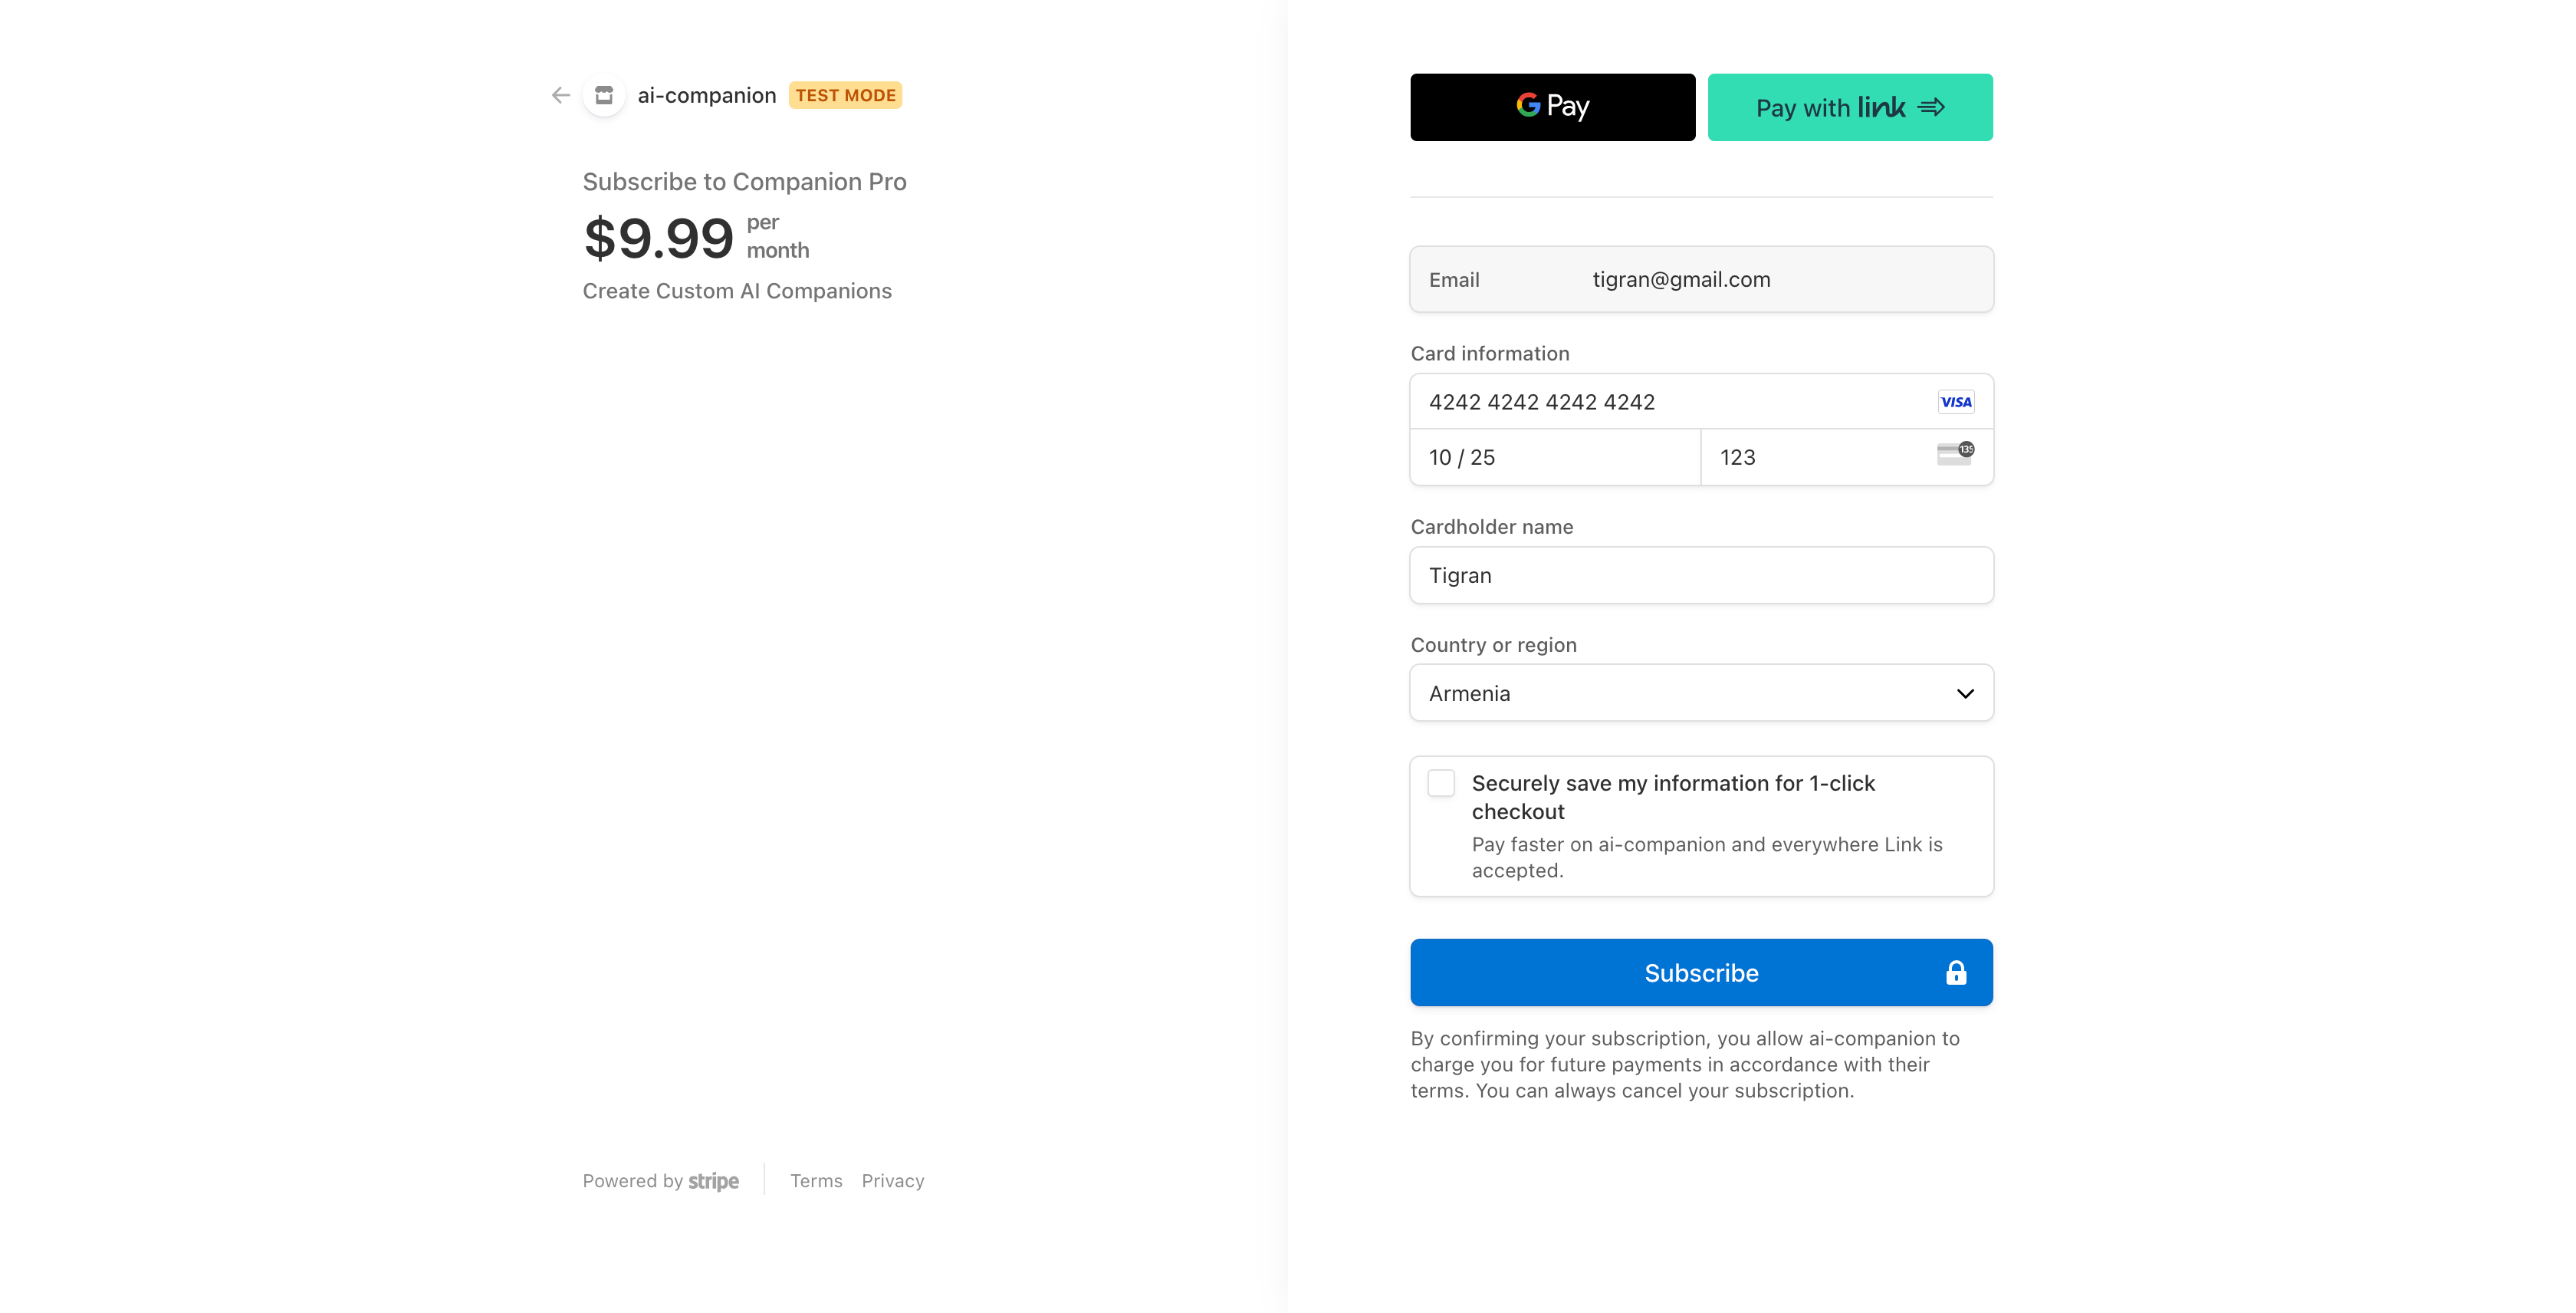 ai-companion TEST MODE
Subscribe to Companion Pro
$9.99 per
month
Create Custom AI Companions
Powered by stripe
Terms Privacy
G Pay
Pay with link
Email tigran@gmail.com
Card information
4242 4242 4242 4242 VISA
10 / 25 123 135
Cardholder name
Tigran
Country or region
Armenia
Securely save my information for 1-click
checkout
Pay faster on ai-companion and everywhere Link is
accepted.
Subscribe
By confirming your subscription, you allow ai-companion to
charge you for future payments in accordance with their
terms. You can always cancel your subscription.